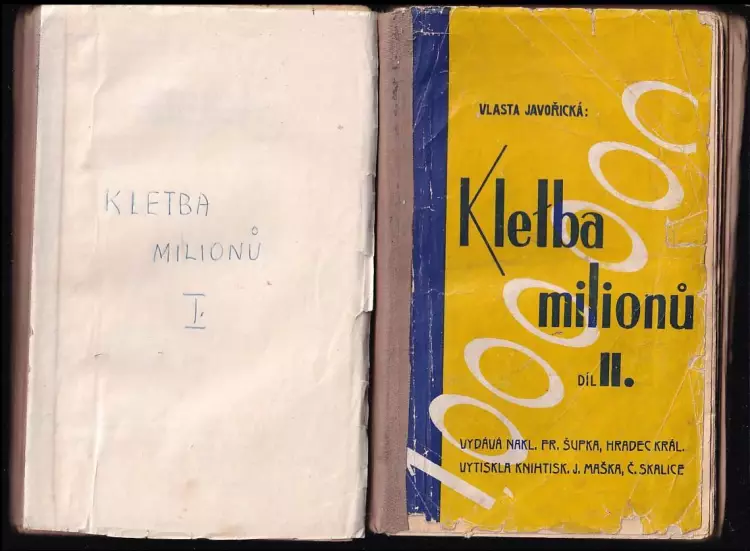 KLETBA
MILIONŮ
I.
VLASTA JAVOŘICKÁ:
Kletba
milionů
DÍL II.
1000000
VYDÁVÁ NAKL. FR. ŠUPKA, HRADEC KRÁL.
VYTISKLA KNIHTISK. J. MAŠKA, Č. SKALICE